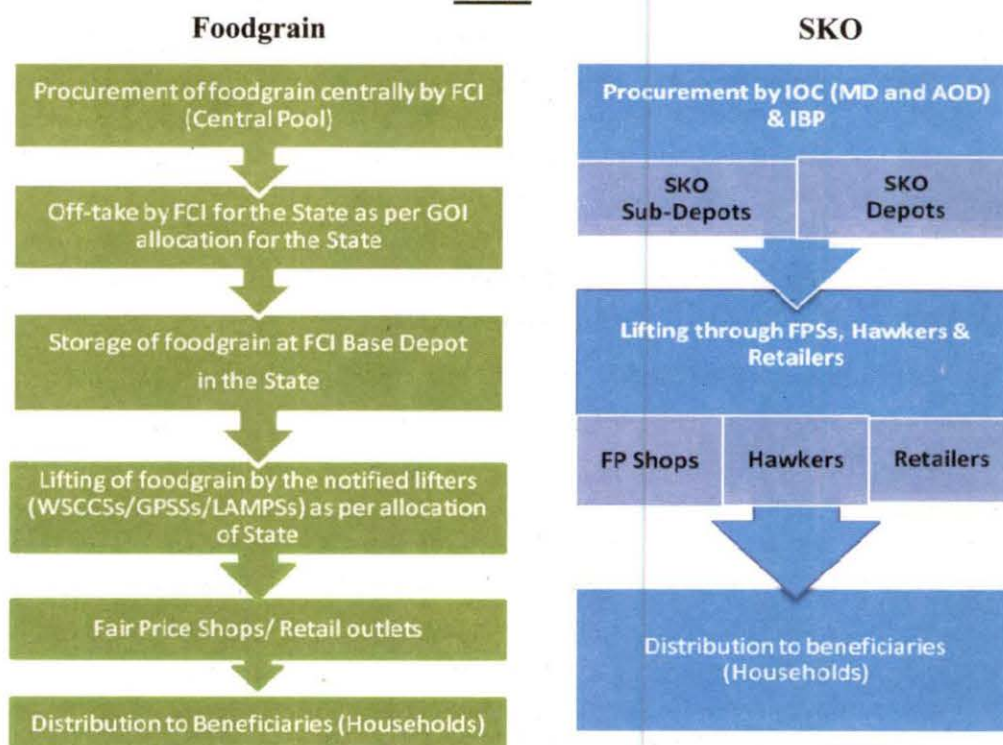 Foodgrain
Procurement of foodgrain centrally by FCI
(Central Pool)
Off-take by FCI for the State as per GOI
allocation for the State
Storage of foodgrain at FCI Base Depot
in the State
Lifting of foodgrain by the notified lifters
(WSCCSs/GPSSs/LAMPSs) as per allocation
of State
Fair Price Shops/ Retail outlets
Distribution to Beneficiaries (Households)
SKO
Procurement by IOC (MD and AOD)
& IBP
SKO
Sub-Depots
SKO
Depots
Lifting through FPSs, Hawkers &
Retailers
FP Shops
Hawkers
Retailers
Distribution to beneficiaries
(Households)